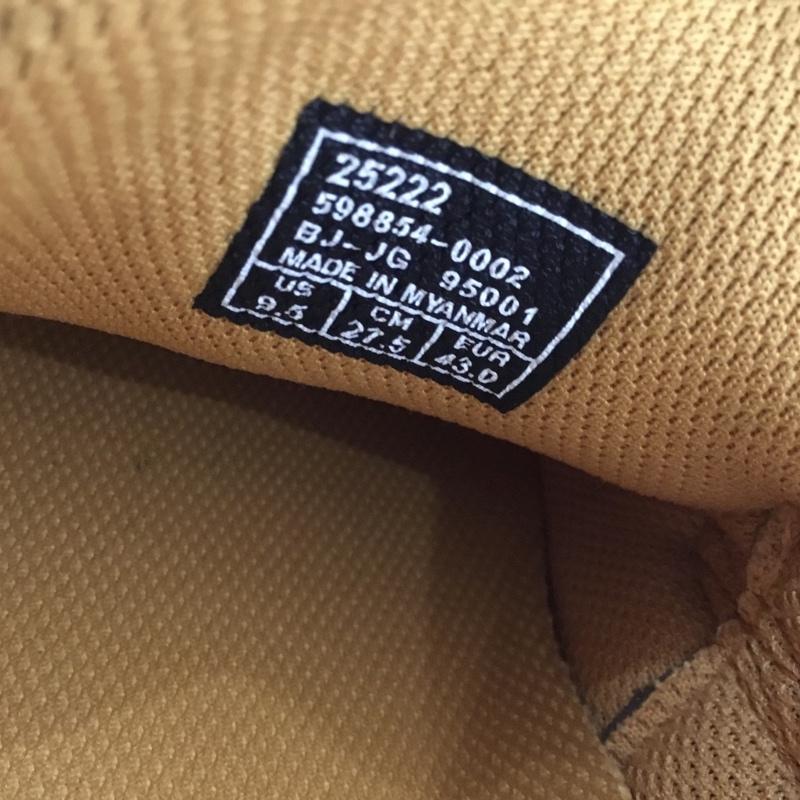 25222
598854-0002
BJ-JG 95001
MADE IN MYANMAR
US CM EUR
9.5 27.5 43.0